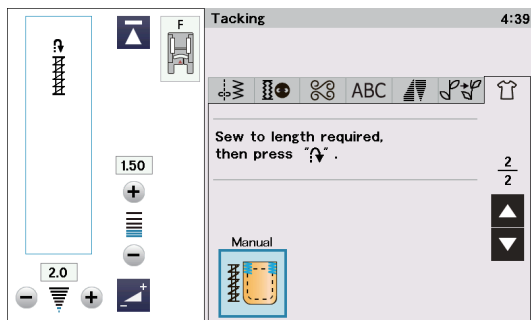 F
Tacking
4:39
ABC
Sew to length required,
then press " ".
2
2
1.50
Manual
2.0